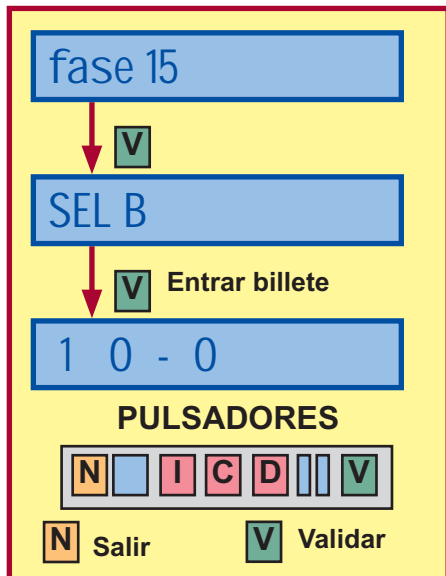 fase 15
V
SEL B
V Entrar billete
1 0 - 0
PULSADORES
N I C D V
N Salir V Validar